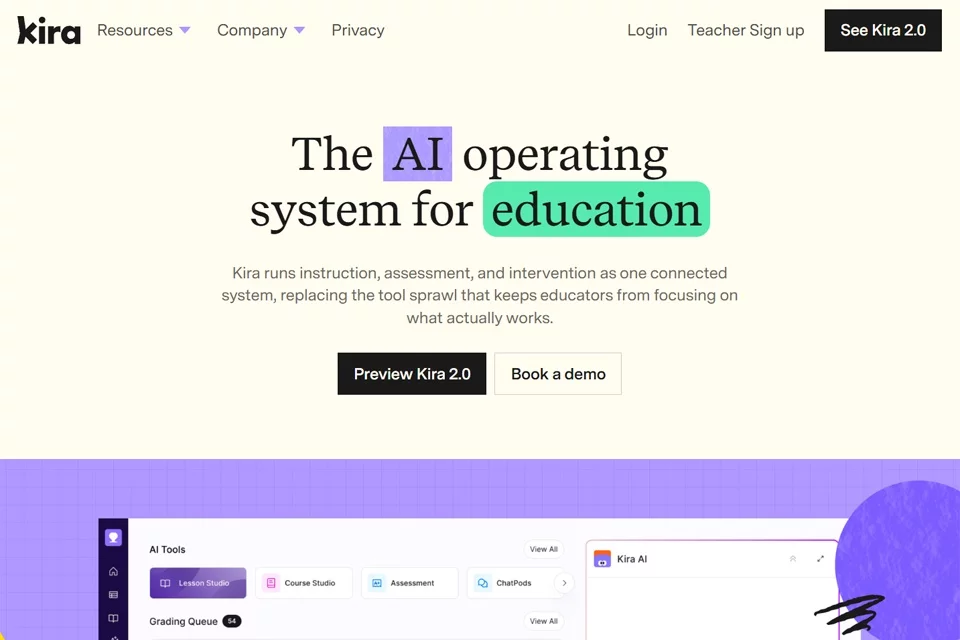 kira Resources Company Privacy Login Teacher Sign up See Kira 2.0
The AI operating
system for education
Kira runs instruction, assessment, and intervention as one connected
system, replacing the tool sprawl that keeps educators from focusing on
what actually works.
Preview Kira 2.0 Book a demo
AI Tools View All
Kira AI
Lesson Studio Course Studio Assessment ChatPods
Grading Queue 54 View All